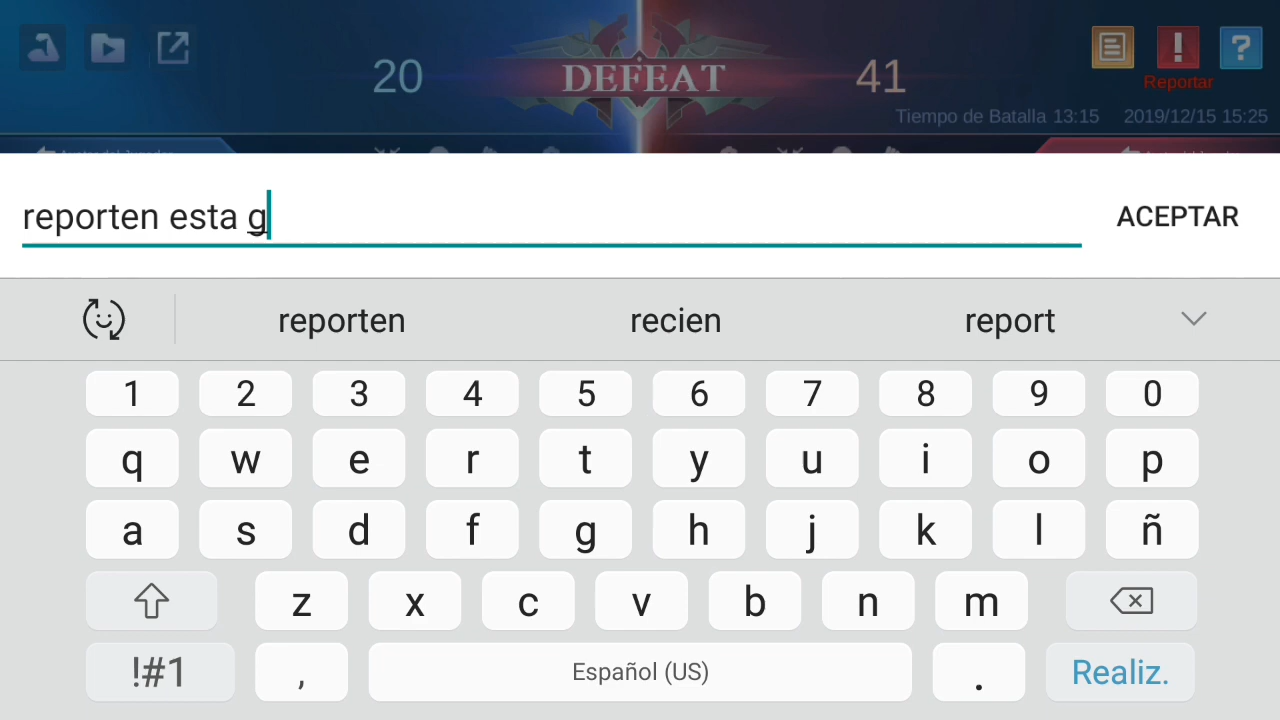 20 DEFEAT 41
Reportar
Tiempo de Batalla 13:15 2019/12/15 15:25
reporten esta g
ACEPTAR
reporten recien report
1 2 3 4 5 6 7 8 9 0
q w e r t y u i o p
a s d f g h j k l ñ
z x c v b n m
!#1 , Español (US) . Realiz.